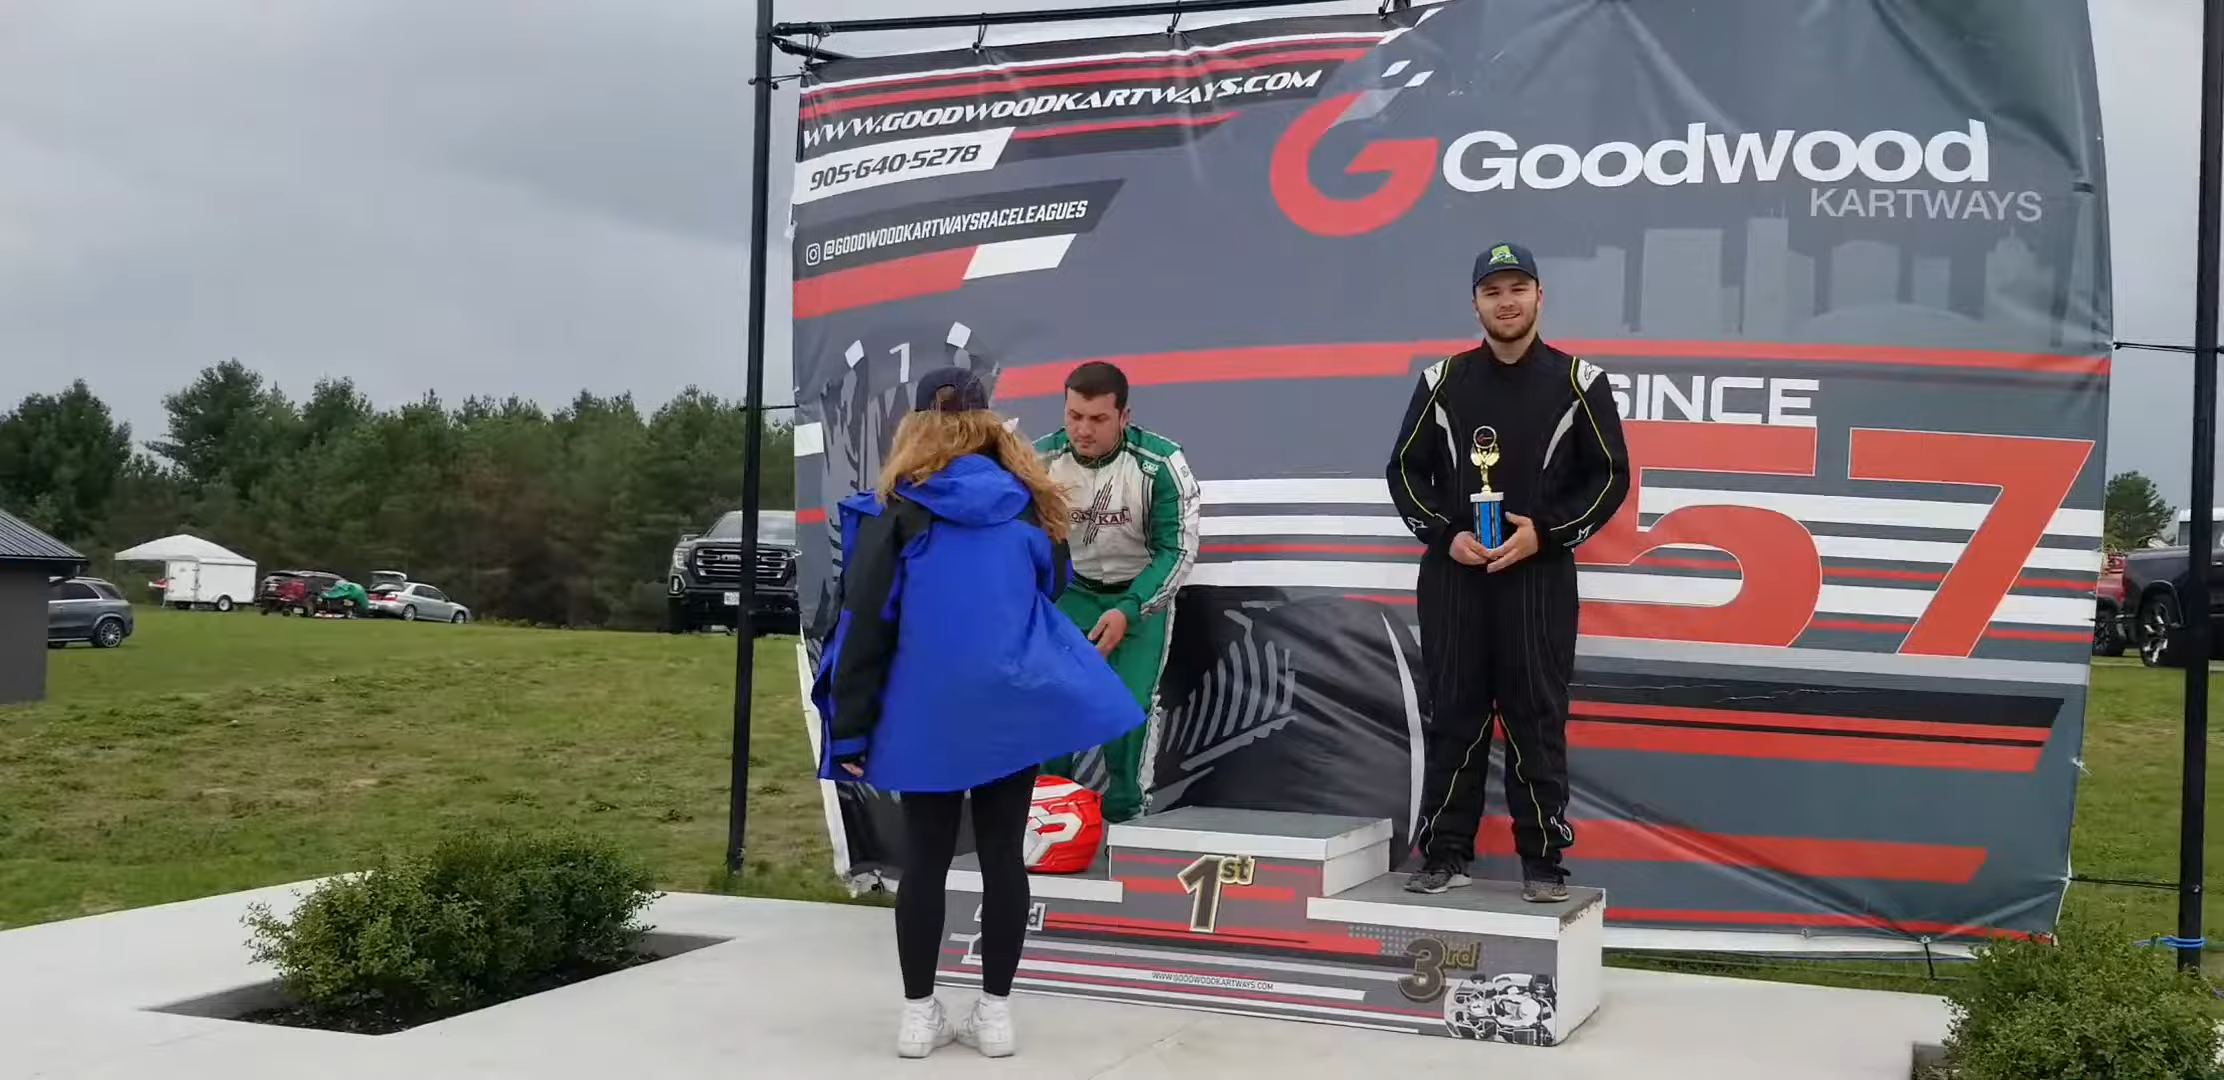 WWW.GOODWOODKARTWAYS.COM
905-640-5278
@GOODWOODKARTWAYSRACELEAGUES
Goodwood
KARTWAYS
SINCE
57
1st
3rd
WWW.GOODWOODKARTWAYS.COM